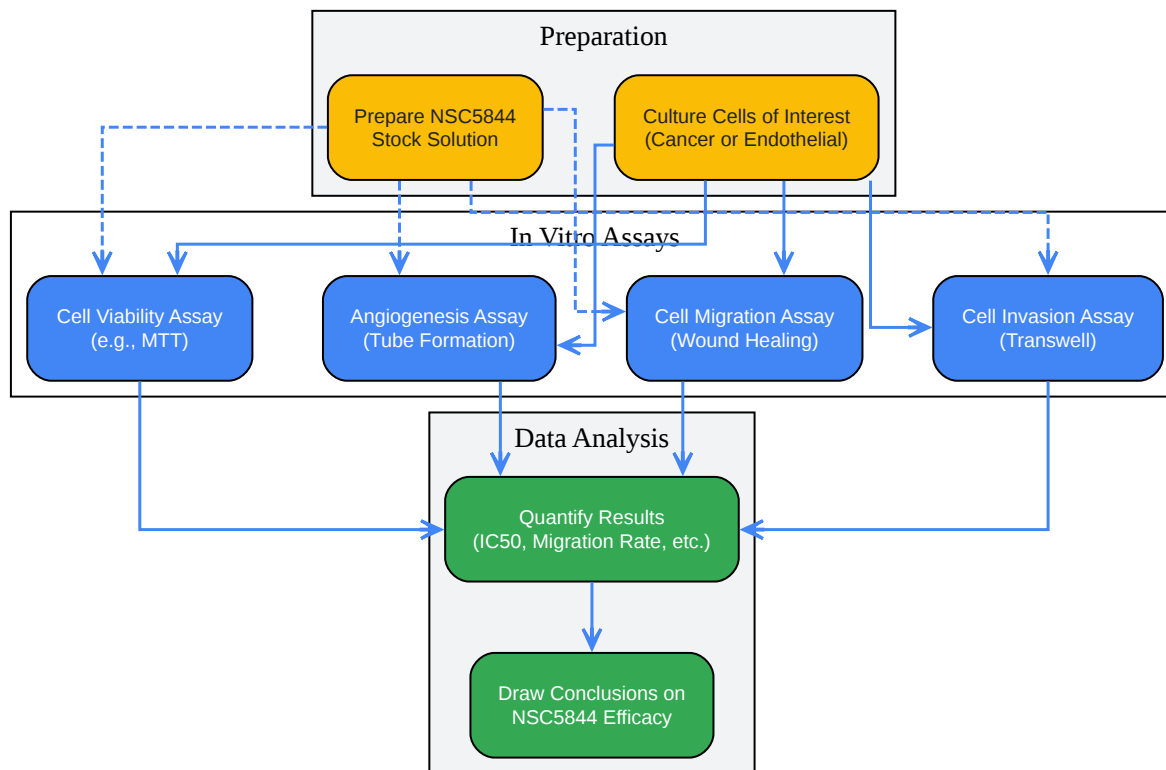 Preparation
Prepare NSC5844
Stock Solution
Culture Cells of Interest
(Cancer or Endothelial)
In Vitro Assays
Cell Viability Assay
(e.g., MTT)
Angiogenesis Assay
(Tube Formation)
Cell Migration Assay
(Wound Healing)
Cell Invasion Assay
(Transwell)
Data Analysis
Quantify Results
(IC50, Migration Rate, etc.)
Draw Conclusions on
NSC5844 Efficacy